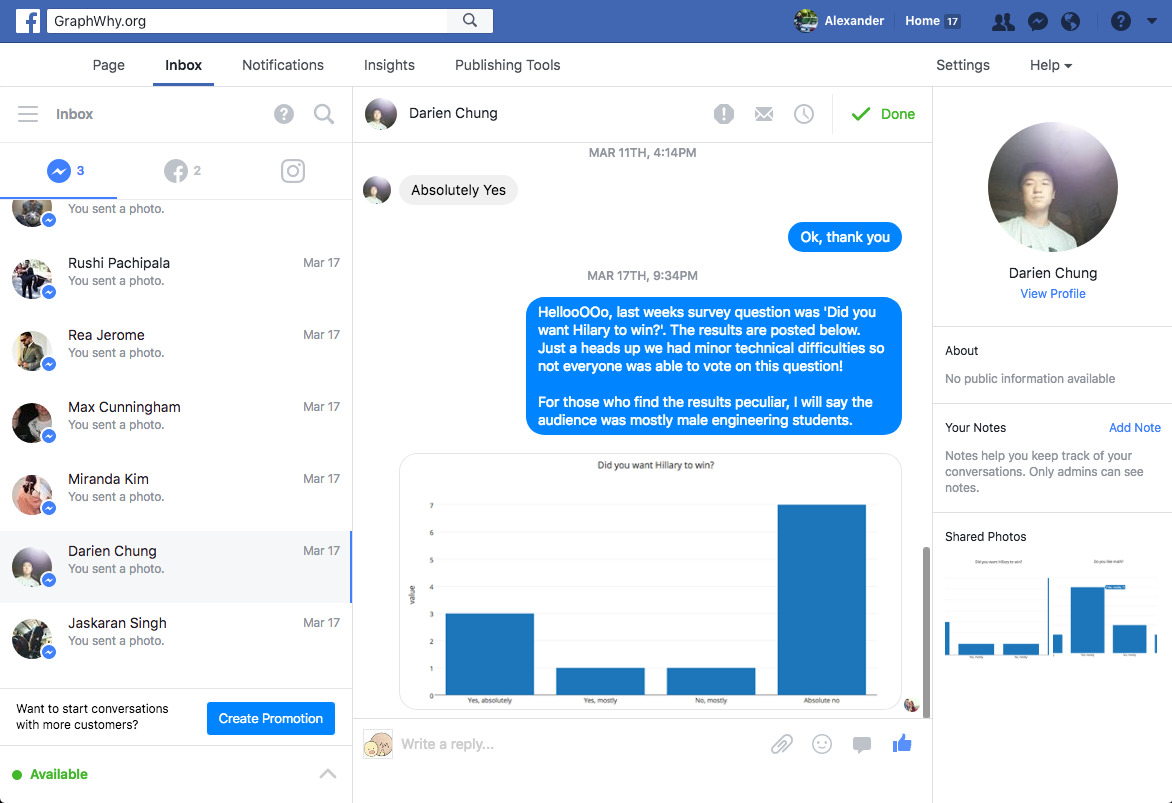 GraphWhy.org
Alexander
Home 17
Page
Inbox
Notifications
Insights
Publishing Tools
Settings
Help
Inbox
3
2
You sent a photo.
Rushi Pachipala
Mar 17
You sent a photo.
Rea Jerome
Mar 17
You sent a photo.
Max Cunningham
Mar 17
You sent a photo.
Miranda Kim
Mar 17
You sent a photo.
Darien Chung
Mar 17
You sent a photo.
Jaskaran Singh
Mar 17
You sent a photo.
Want to start conversations
with more customers?
Create Promotion
Available
Darien Chung
Done
MAR 11TH, 4:14PM
Absolutely Yes
Ok, thank you
MAR 17TH, 9:34PM
HellooOOo, last weeks survey question was 'Did you
want Hilary to win?'. The results are posted below.
Just a heads up we had minor technical difficulties so
not everyone was able to vote on this question!
For those who find the results peculiar, I will say the
audience was mostly male engineering students.
Did you want Hillary to win?
7
6
5
4
3
2
1
0
value
Yes, absolutely
Yes, mostly
No, mostly
Absolute no
Write a reply...
Darien Chung
View Profile
About
No public information available
Your Notes
Add Note
Notes help you keep track of your
conversations. Only admins can see
notes.
Shared Photos
Did you want Hillary to win?
Do you like math?
Yes, mostly
No, mostly